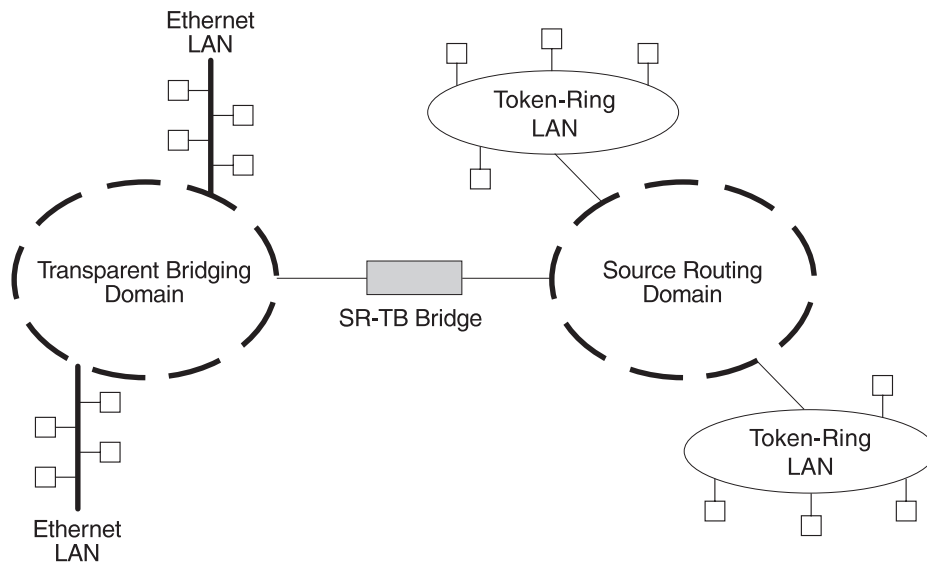 Ethernet
LAN
Token-Ring
LAN
Transparent Bridging
Domain
SR-TB Bridge
Source Routing
Domain
Token-Ring
LAN
Ethernet
LAN